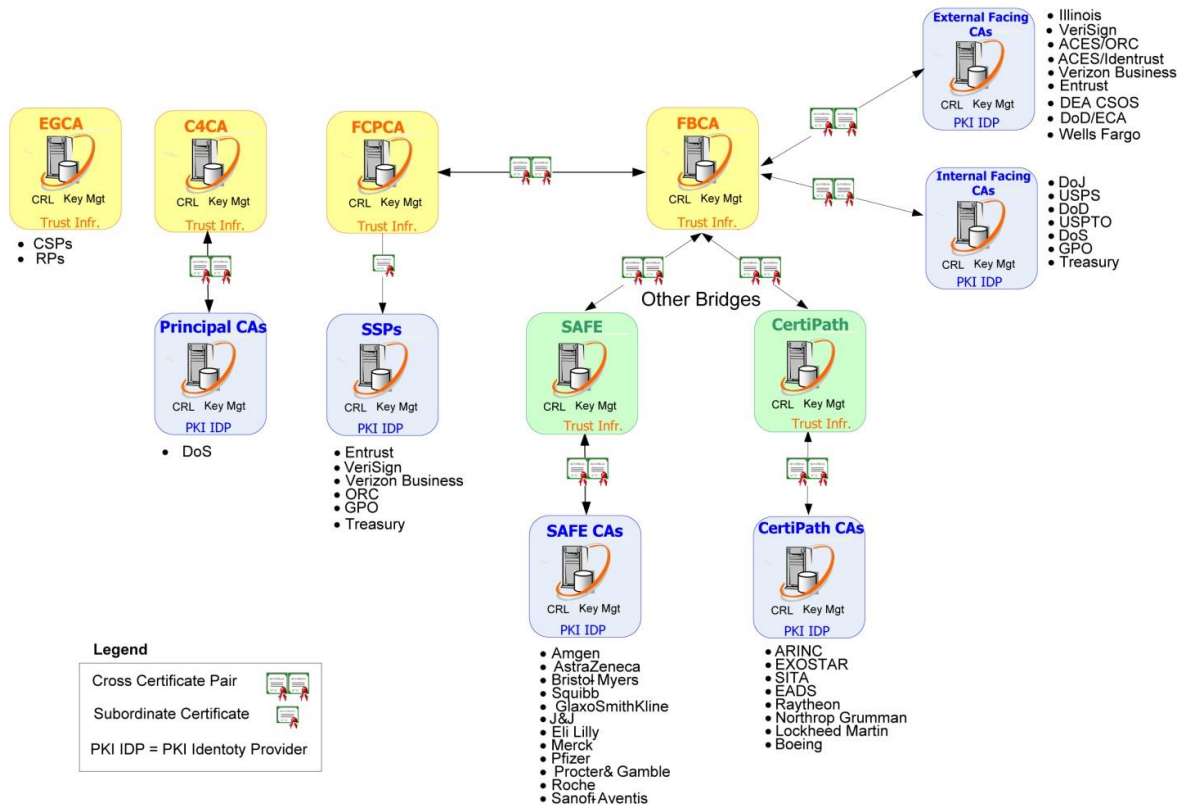 External Facing
CAs
CRL Key Mgt
PKI IDP
• Illinois
• VeriSign
• ACES/ORC
• ACES/Identrust
• Verizon Business
• Entrust
• DEA CSOS
• DoD/ECA
• Wells Fargo
EGCA
CRL Key Mgt
Trust Infr.
• CSPs
• RPs
C4CA
CRL Key Mgt
Trust Infr.
FCPCA
CRL Key Mgt
Trust Infr.
FBCA
CRL Key Mgt
Trust Infr.
Internal Facing
CAs
CRL Key Mgt
PKI IDP
• DoJ
• USPS
• DoD
• USPTO
• DoS
• GPO
• Treasury
Other Bridges
Principal CAs
CRL Key Mgt
PKI IDP
• DoS
SSPs
CRL Key Mgt
PKI IDP
• Entrust
• VeriSign
• Verizon Business
• ORC
• GPO
• Treasury
SAFE
CRL Key Mgt
Trust Infr.
CertiPath
CRL Key Mgt
Trust Infr.
SAFE CAs
CRL Key Mgt
PKI IDP
• Amgen
• AstraZeneca
• Bristol-Myers
• Squibb
• GlaxoSmithKline
• J&J
• Eli Lilly
• Merck
• Pfizer
• Procter& Gamble
• Roche
• Sanofi-Aventis
CertiPath CAs
CRL Key Mgt
PKI IDP
• ARINC
• EXOSTAR
• SITA
• EADS
• Raytheon
• Northrop Grumman
• Lockheed Martin
• Boeing
Legend
Cross Certificate Pair
Subordinate Certificate
PKI IDP = PKI Identoty Provider